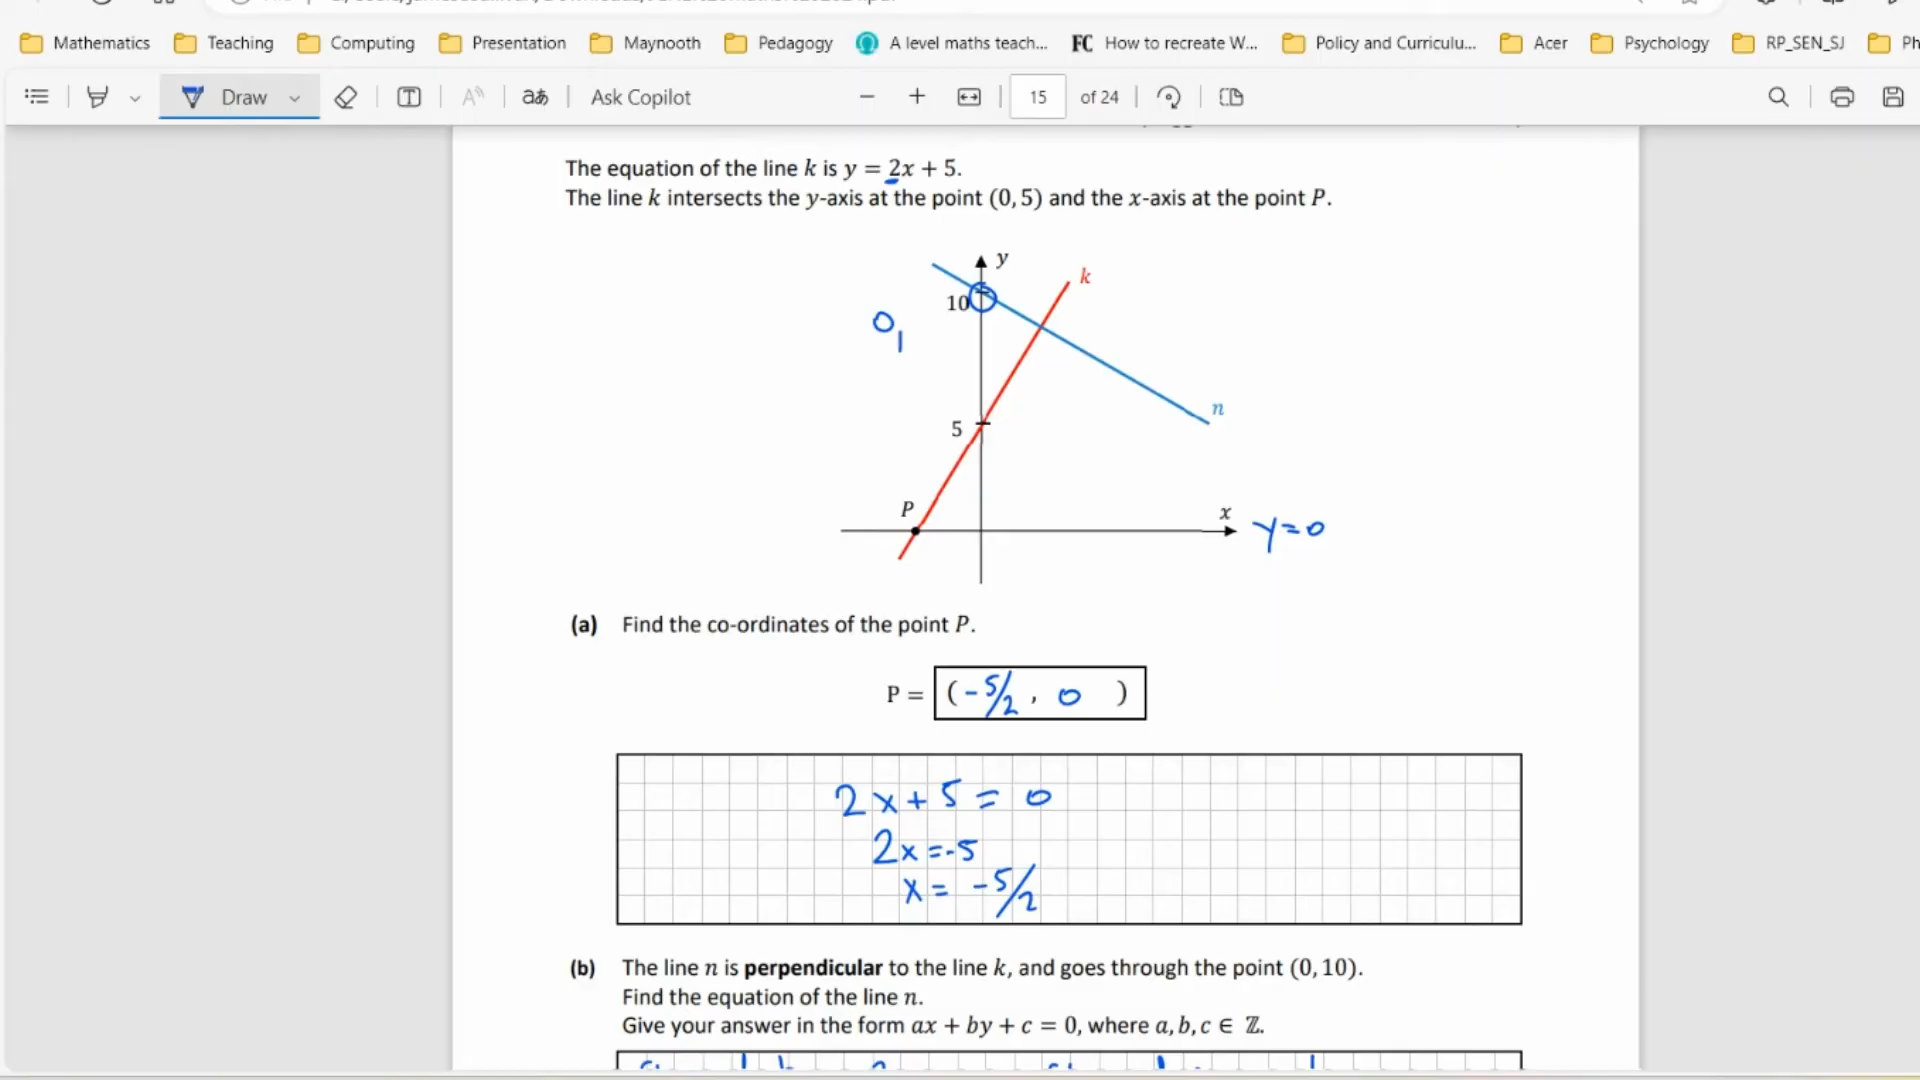 Mathematics Teaching Computing Presentation Maynooth Pedagogy A level maths teach... FC How to recreate W... Policy and Curriculu... Acer Psychology RP_SEN_SJ Ph
Draw T A aあ Ask Copilot − + 15 of 24
The equation of the line k is y = 2x + 5.
The line k intersects the y-axis at the point (0, 5) and the x-axis at the point P.
y
k
10
0,
n
5
P
x
y=0
(a) Find the co-ordinates of the point P.
P = (-5/2 , 0 )
2x+5 = 0
2x=-5
x = -5/2
(b) The line n is perpendicular to the line k, and goes through the point (0, 10).
Find the equation of the line n.
Give your answer in the form ax + by + c = 0, where a, b, c ∈ ℤ.